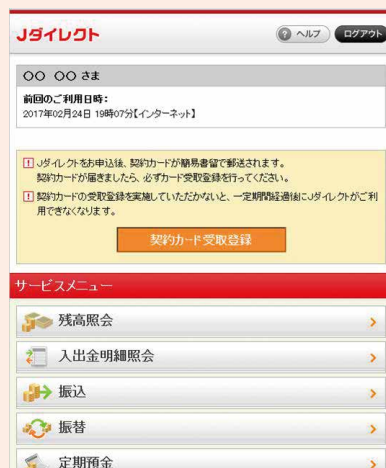 Jダイレクト
ヘルプ
ログアウト
〇〇 〇〇 さま
前回のご利用日時:
2017年02月24日 19時07分【インターネット】
Jダイレクトをお申込後、契約カードが簡易書留で郵送されます。
契約カードが届きましたら、必ずカード受取登録を行ってください。
契約カードの受取登録を実施していただかないと、一定期間経過後にJダイレクトがご利
用できなくなります。
契約カード受取登録
サービスメニュー
残高照会
入出金明細照会
振込
振替
定期預金